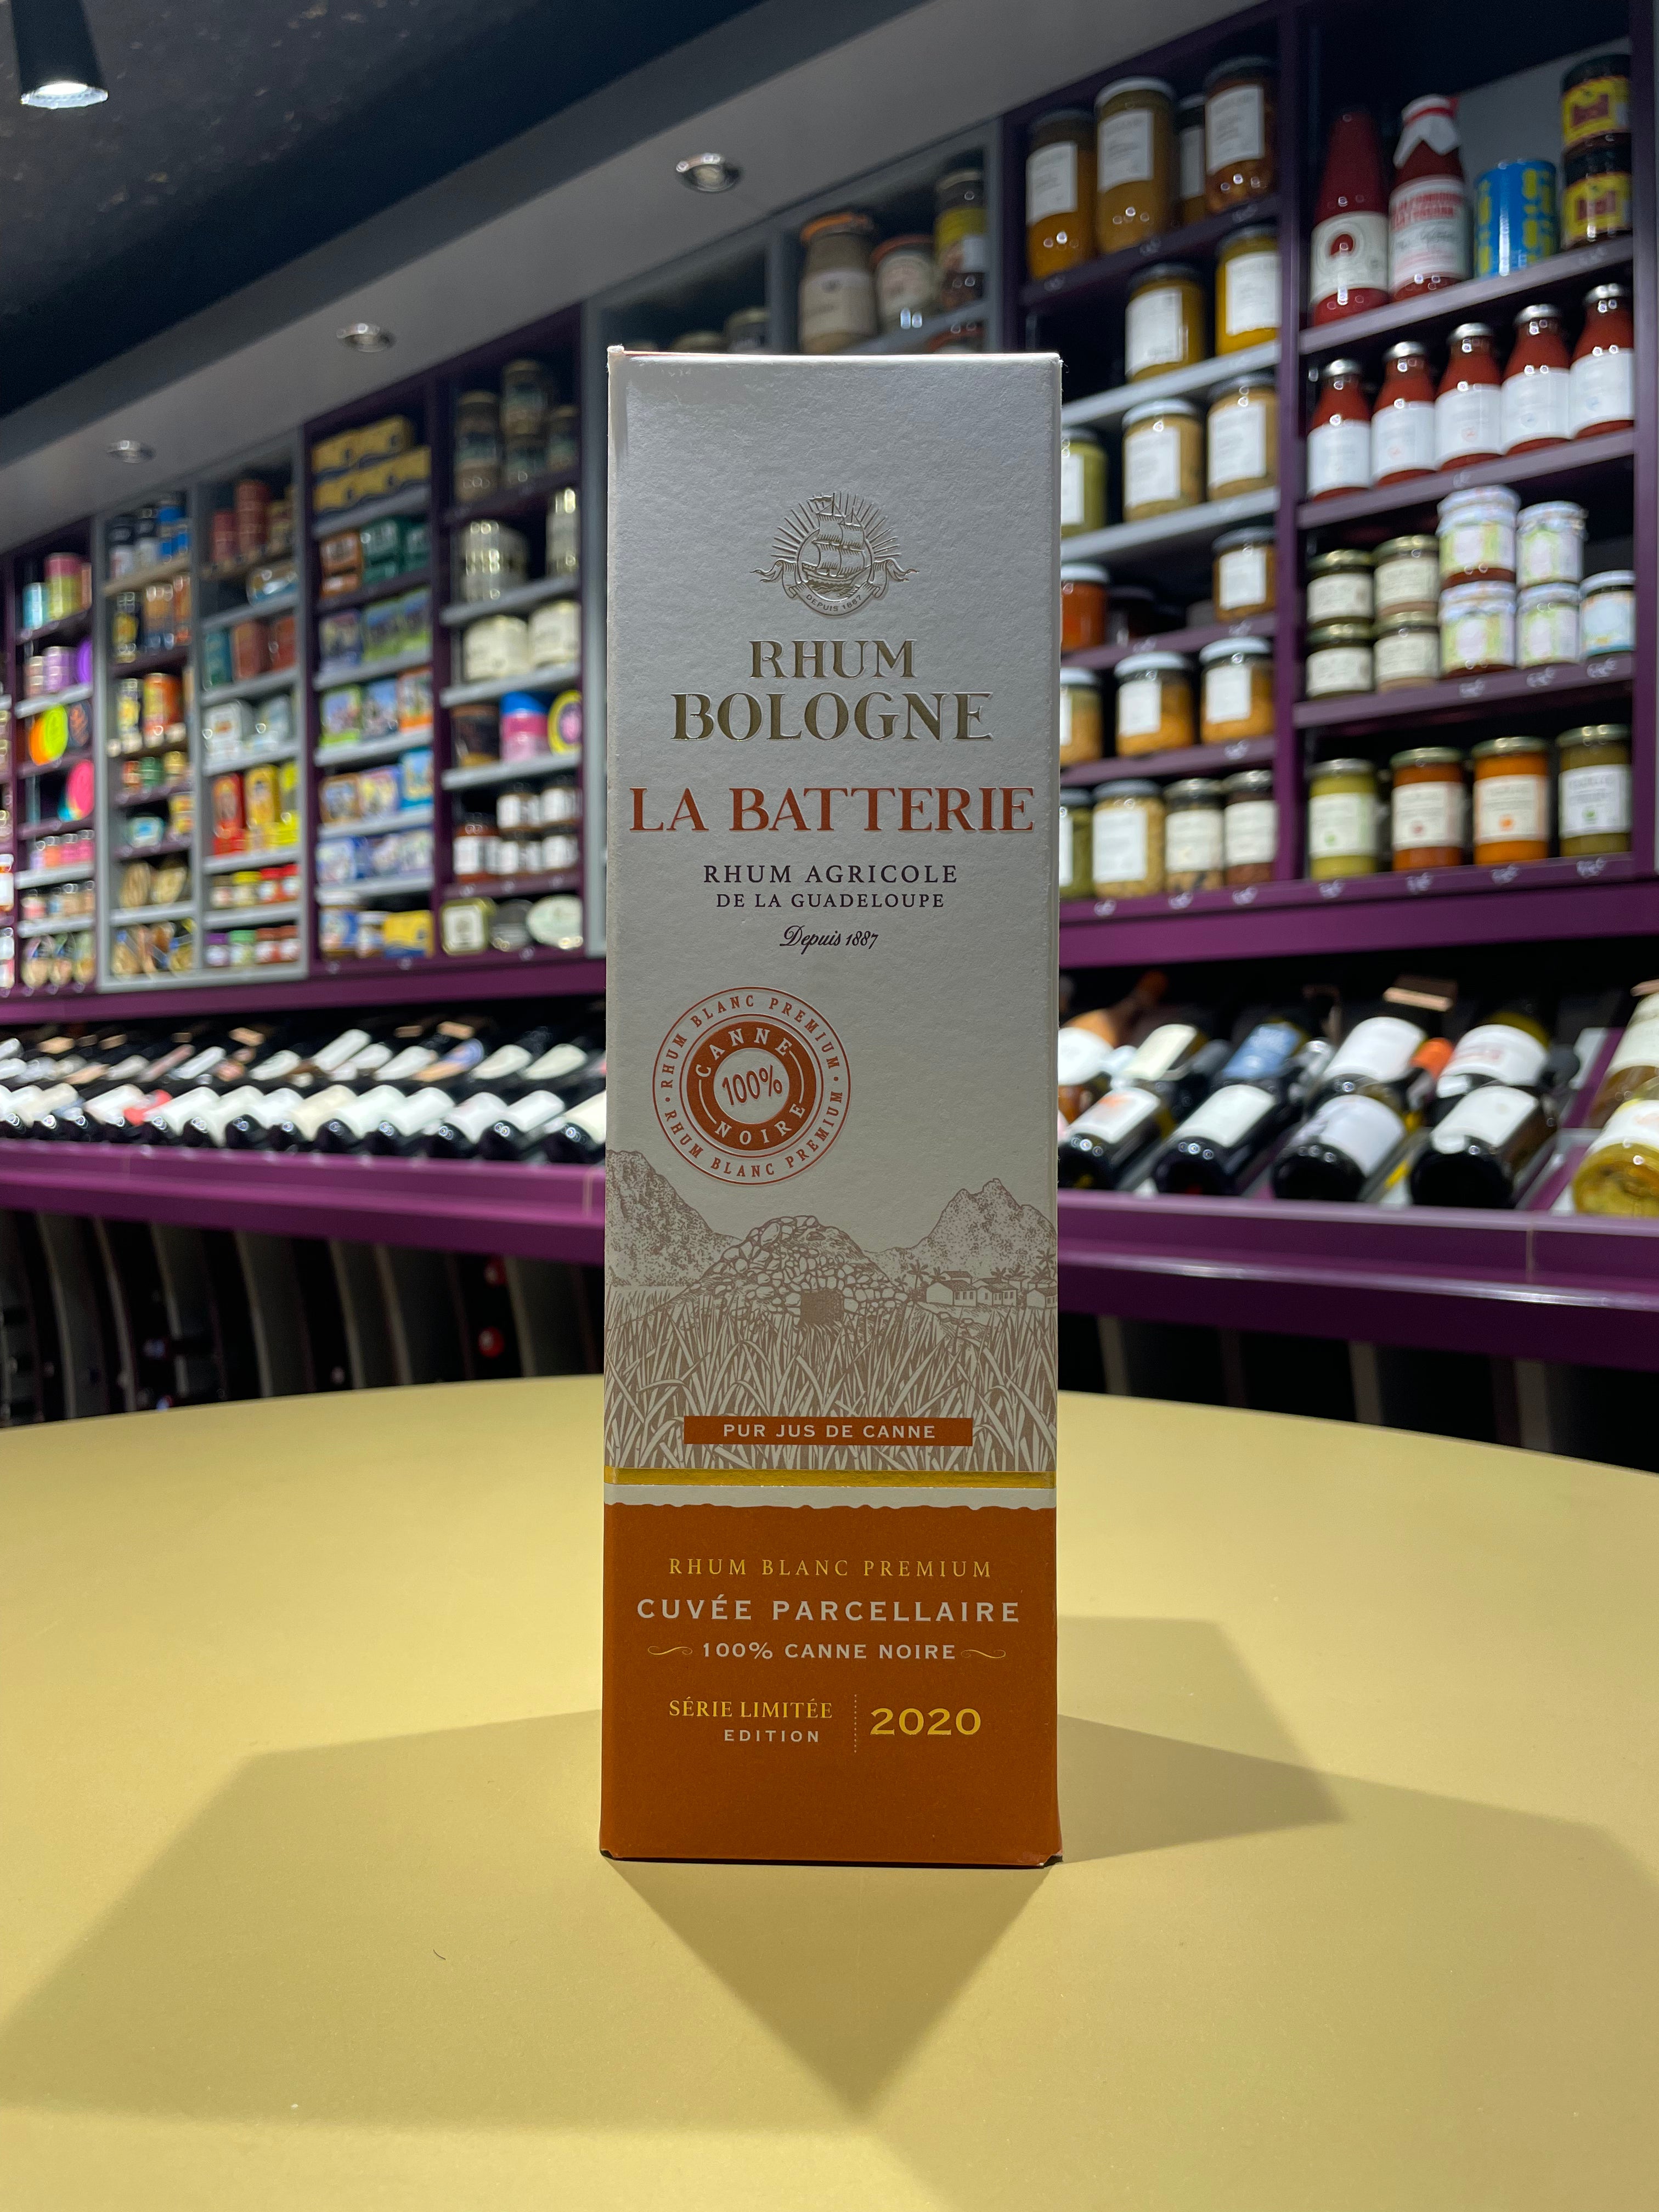 DEPUIS 1887
RHUM
BOLOGNE
LA BATTERIE
RHUM AGRICOLE
DE LA GUADELOUPE
Depuis 1887
RHUM BLANC PREMIUM
CANNE
100%
NOIRE
RHUM BLANC PREMIUM
PUR JUS DE CANNE
RHUM BLANC PREMIUM
CUVÉE PARCELLAIRE
100% CANNE NOIRE
SÉRIE LIMITÉE
EDITION
2020